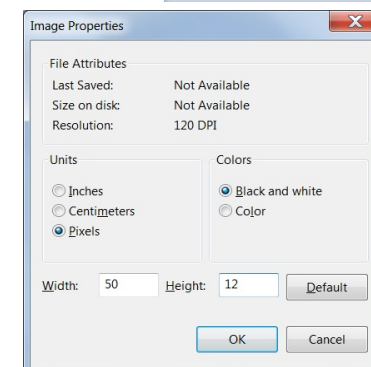 Image Properties
File Attributes
Last Saved: Not Available
Size on disk: Not Available
Resolution: 120 DPI
Units
Inches
Centimeters
Pixels
Colors
Black and white
Color
Width: 50 Height: 12 Default
OK Cancel